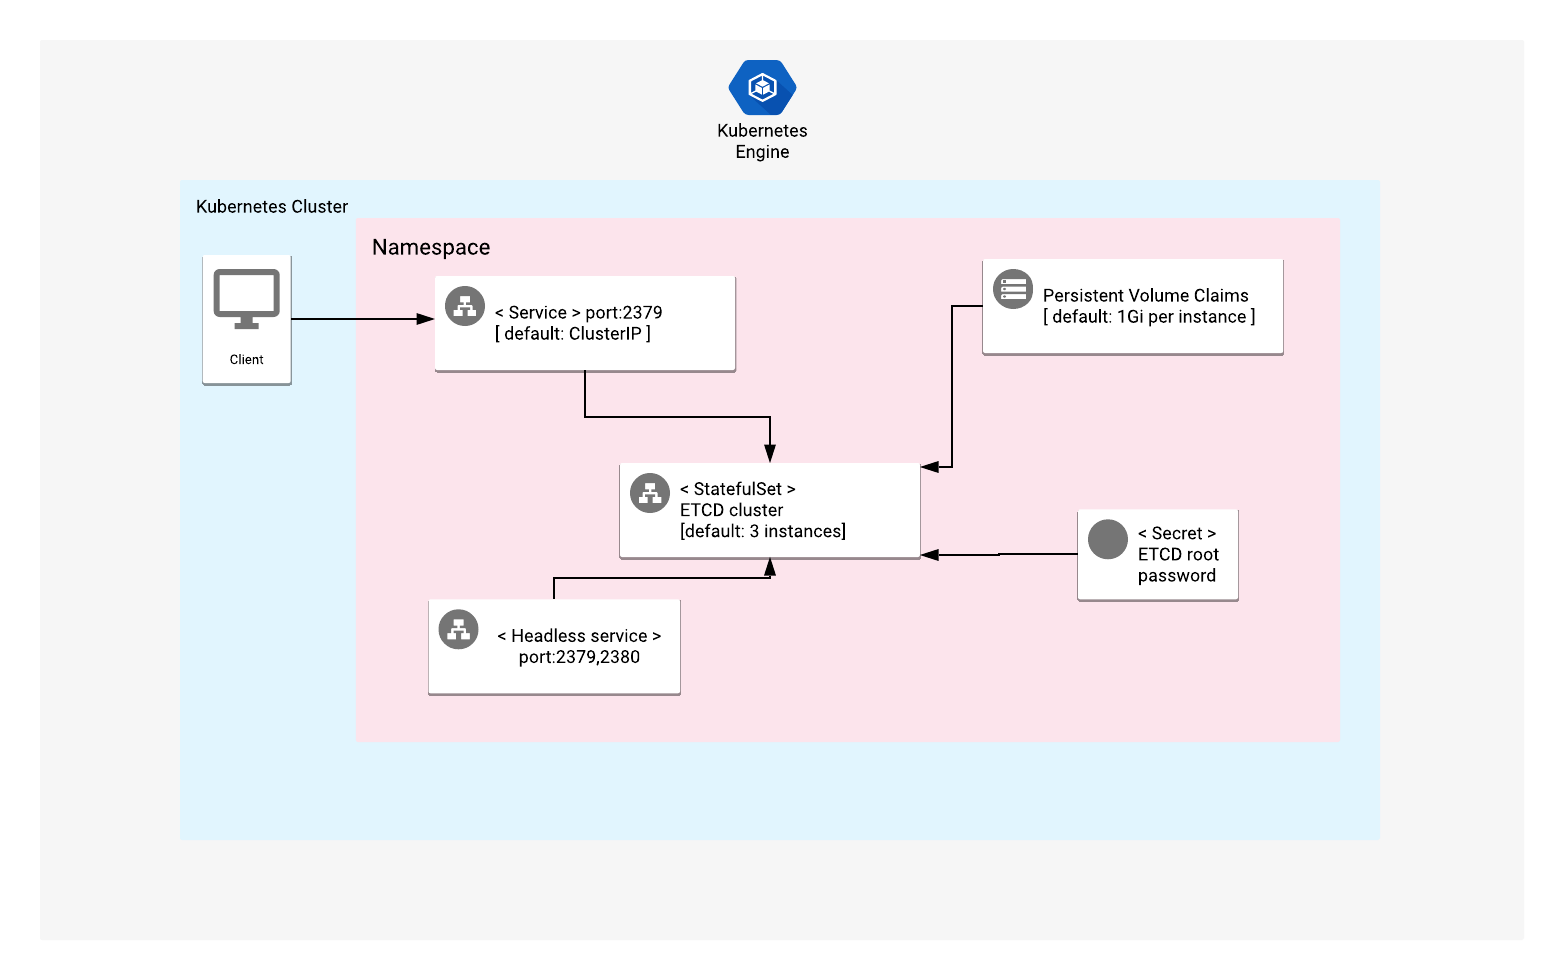 Kubernetes
Engine
Kubernetes Cluster
Namespace
Client
< Service > port:2379
[ default: ClusterIP ]
Persistent Volume Claims
[ default: 1Gi per instance ]
< StatefulSet >
ETCD cluster
[default: 3 instances]
< Secret >
ETCD root
password
< Headless service >
port:2379,2380